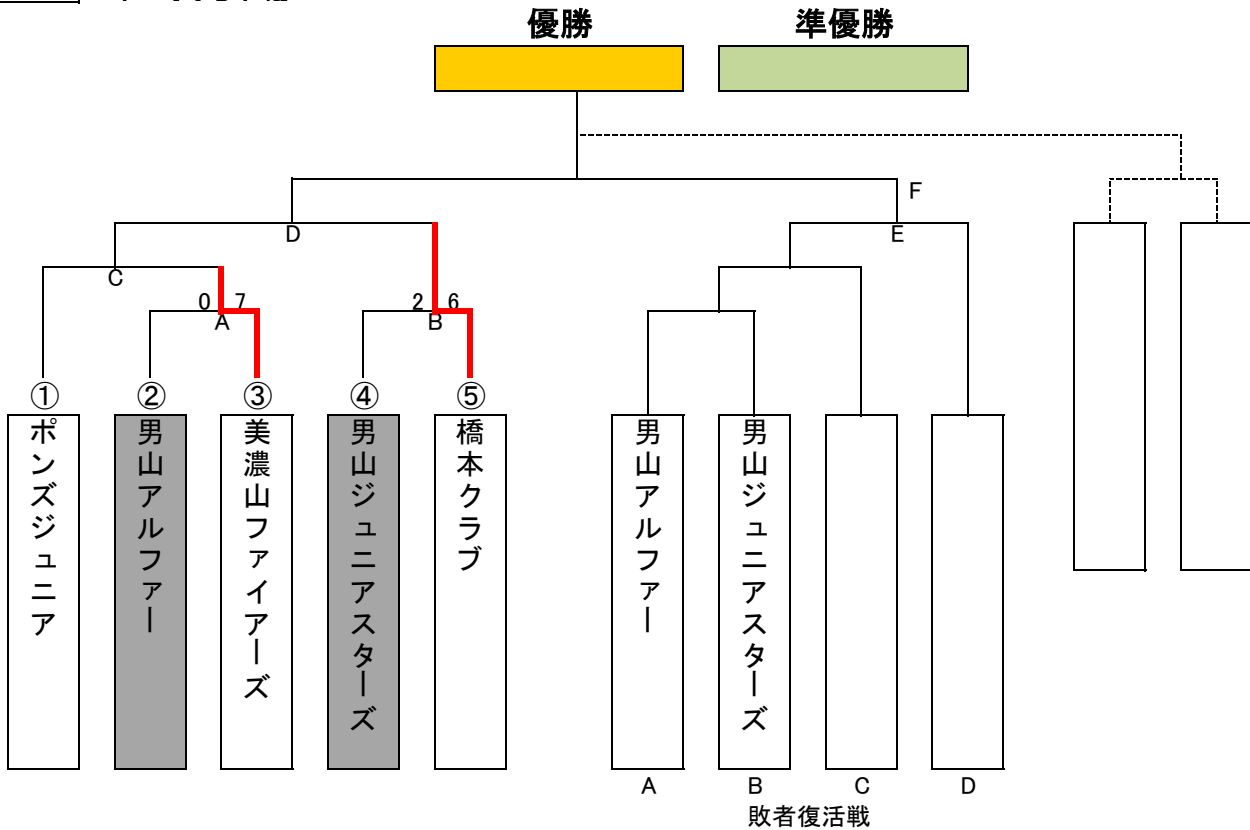 優勝 準優勝
F
D E
C
0 7 2 6
A B
① ② ③ ④ ⑤
ポンズジュニア
男山アルファー
美濃山ファイアーズ
男山ジュニアスターズ
橋本クラブ
男山アルファー
男山ジュニアスターズ
A B C D
敗者復活戦